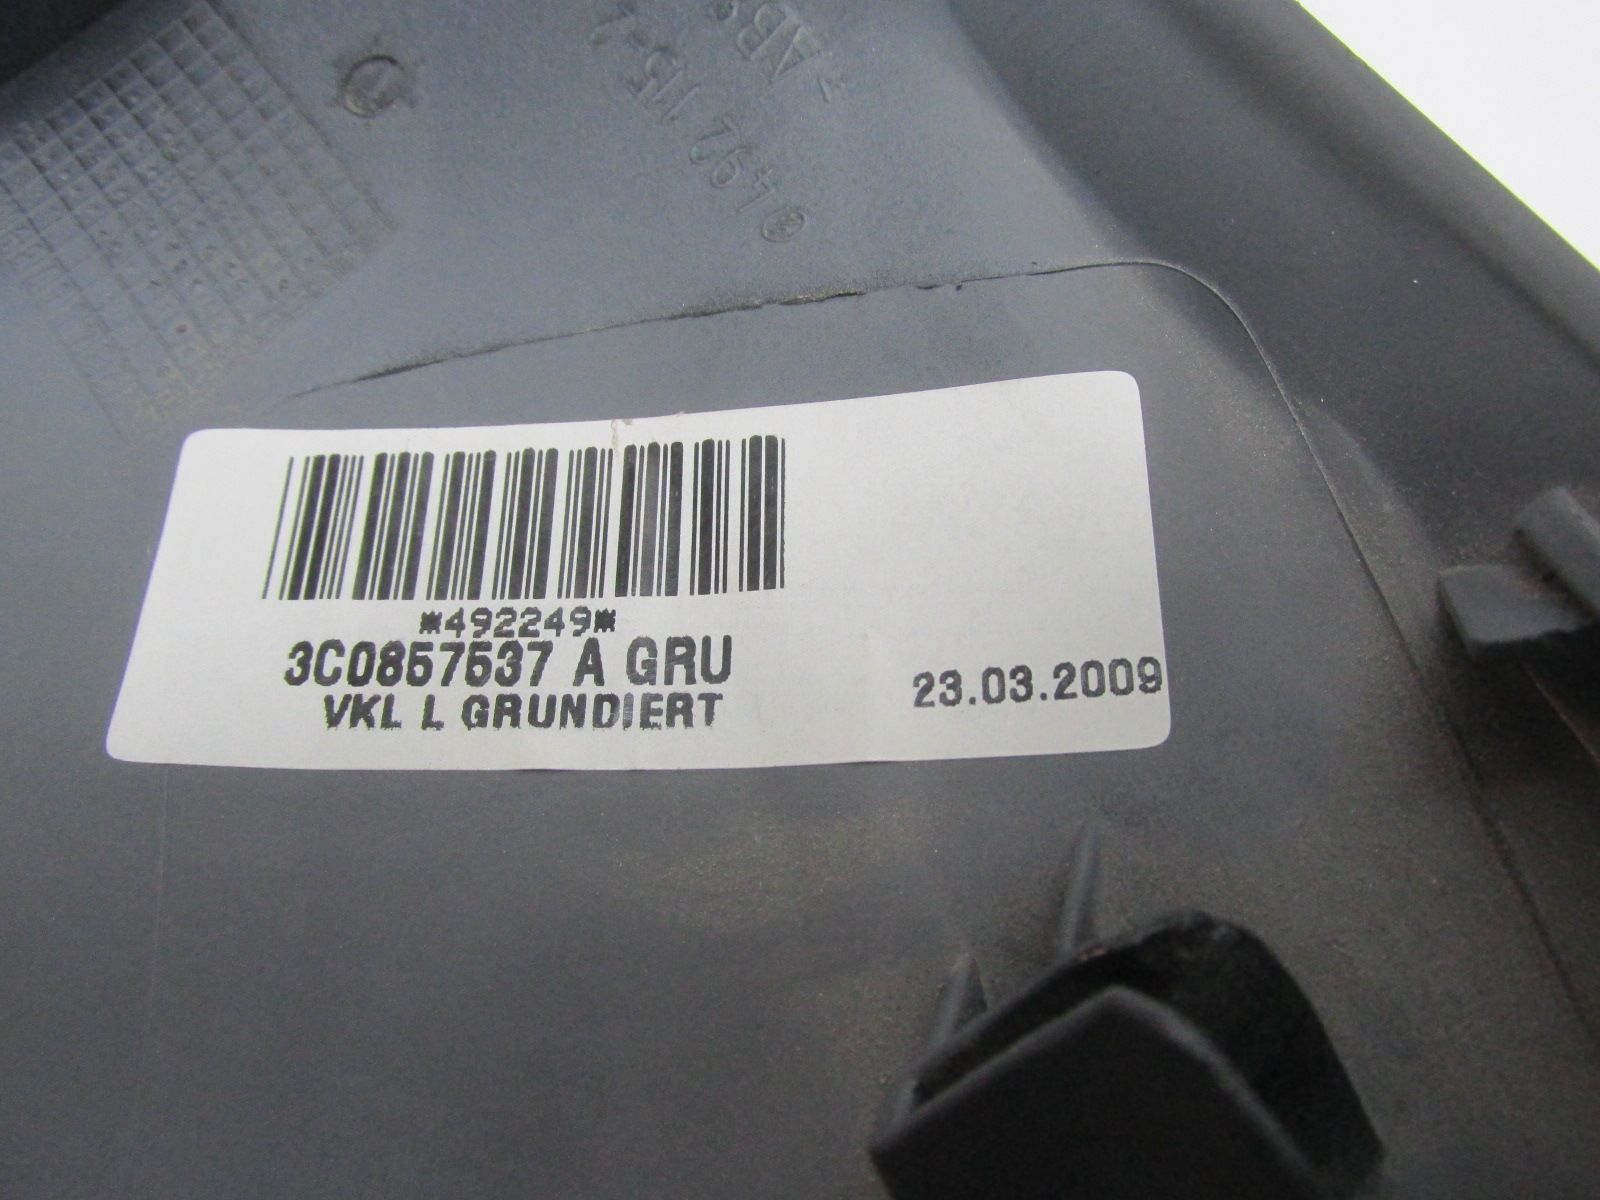 *492249*
3C0857537 A GRU
VKL L GRUNDIERT
23.03.2009